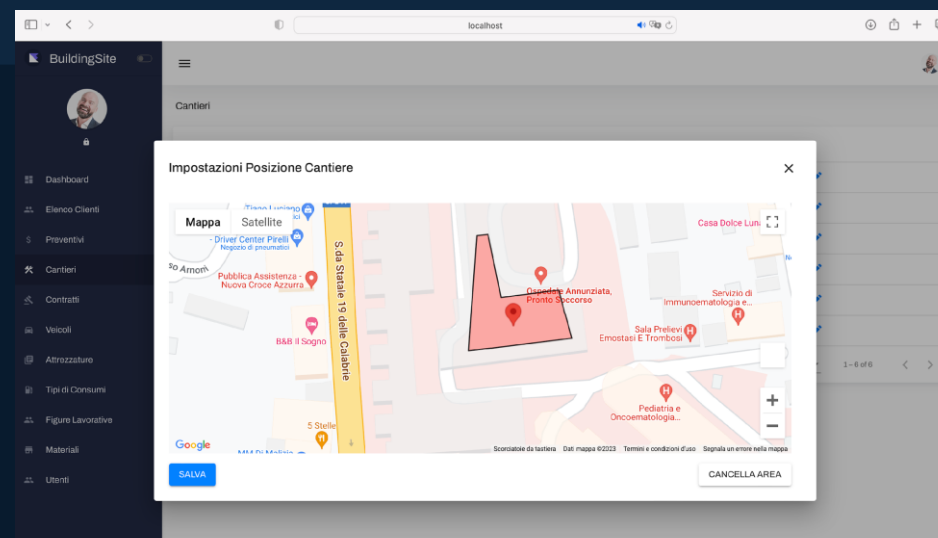 localhost
BuildingSite
Cantieri
Dashboard
Elenco Clienti
Preventivi
Cantieri
Contratti
Veicoli
Attrezzature
Tipi di Consumi
Figure Lavorative
Materiali
Utenti
1–6 of 6
Impostazioni Posizione Cantiere
Mappa
Satellite
Tiano Luciano
Driver Center Pirelli
Negozio di pneumatici
so Arnoni
Pubblica Assistenza -
Nuova Croce Azzurra
B&B Il Sogno
S.da Statale 19 delle Calabrie
5 Stelle
Casa Dolce Luna
Ospedale Annunziata,
Pronto Soccorso
Servizio di
Immunoematologia e...
Sala Prelievi
Emostasi E Trombosi
Pediatria e
Oncoematologia...
Google
Scorciatoie da tastiera
Dati mappa ©2023
Termini e condizioni d'uso
Segnala un errore nella mappa
SALVA
CANCELLA AREA